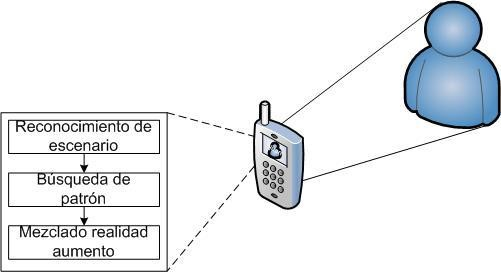 Reconocimiento de
escenario
Búsqueda de
patrón
Mezclado realidad
aumento